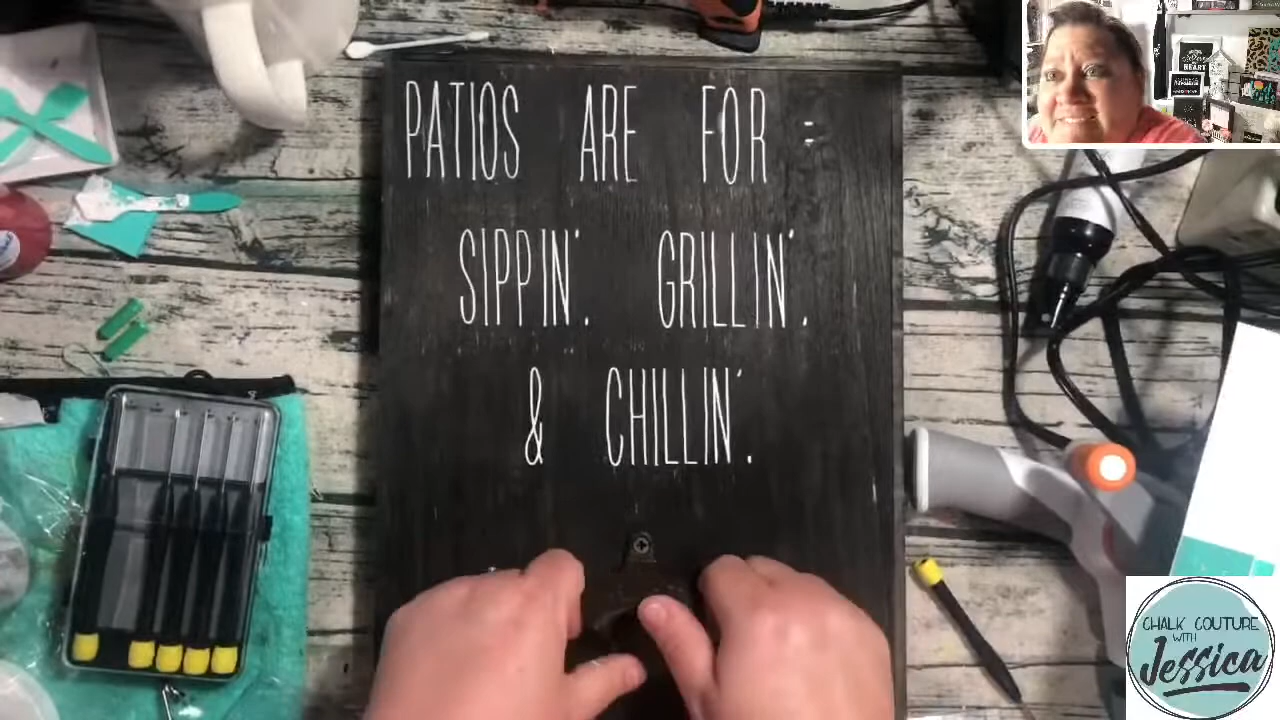 PATIOS ARE FOR =
SIPPIN'. GRILLIN'.
& CHILLIN'.
CHALK COUTURE
WITH
Jessica